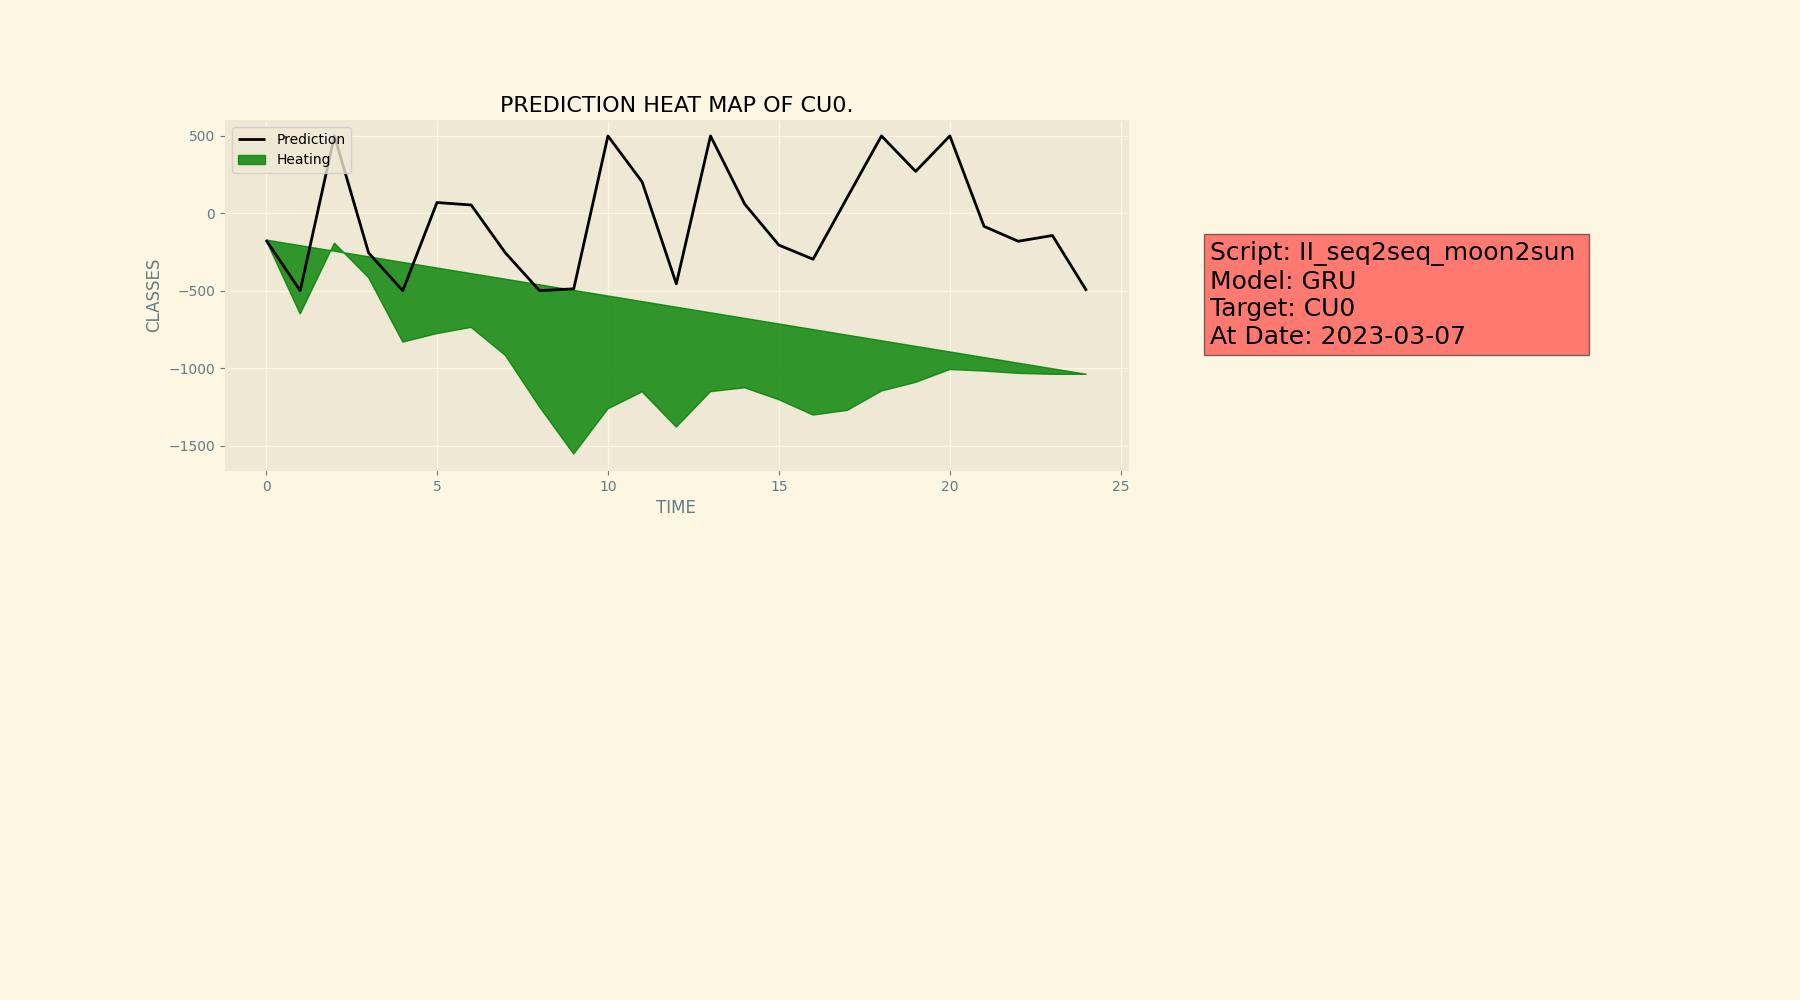 PREDICTION HEAT MAP OF CU0.
Prediction
Heating
500
0
−500
−1000
−1500
CLASSES
0 5 10 15 20 25
TIME
Script: II_seq2seq_moon2sun
Model: GRU
Target: CU0
At Date: 2023-03-07